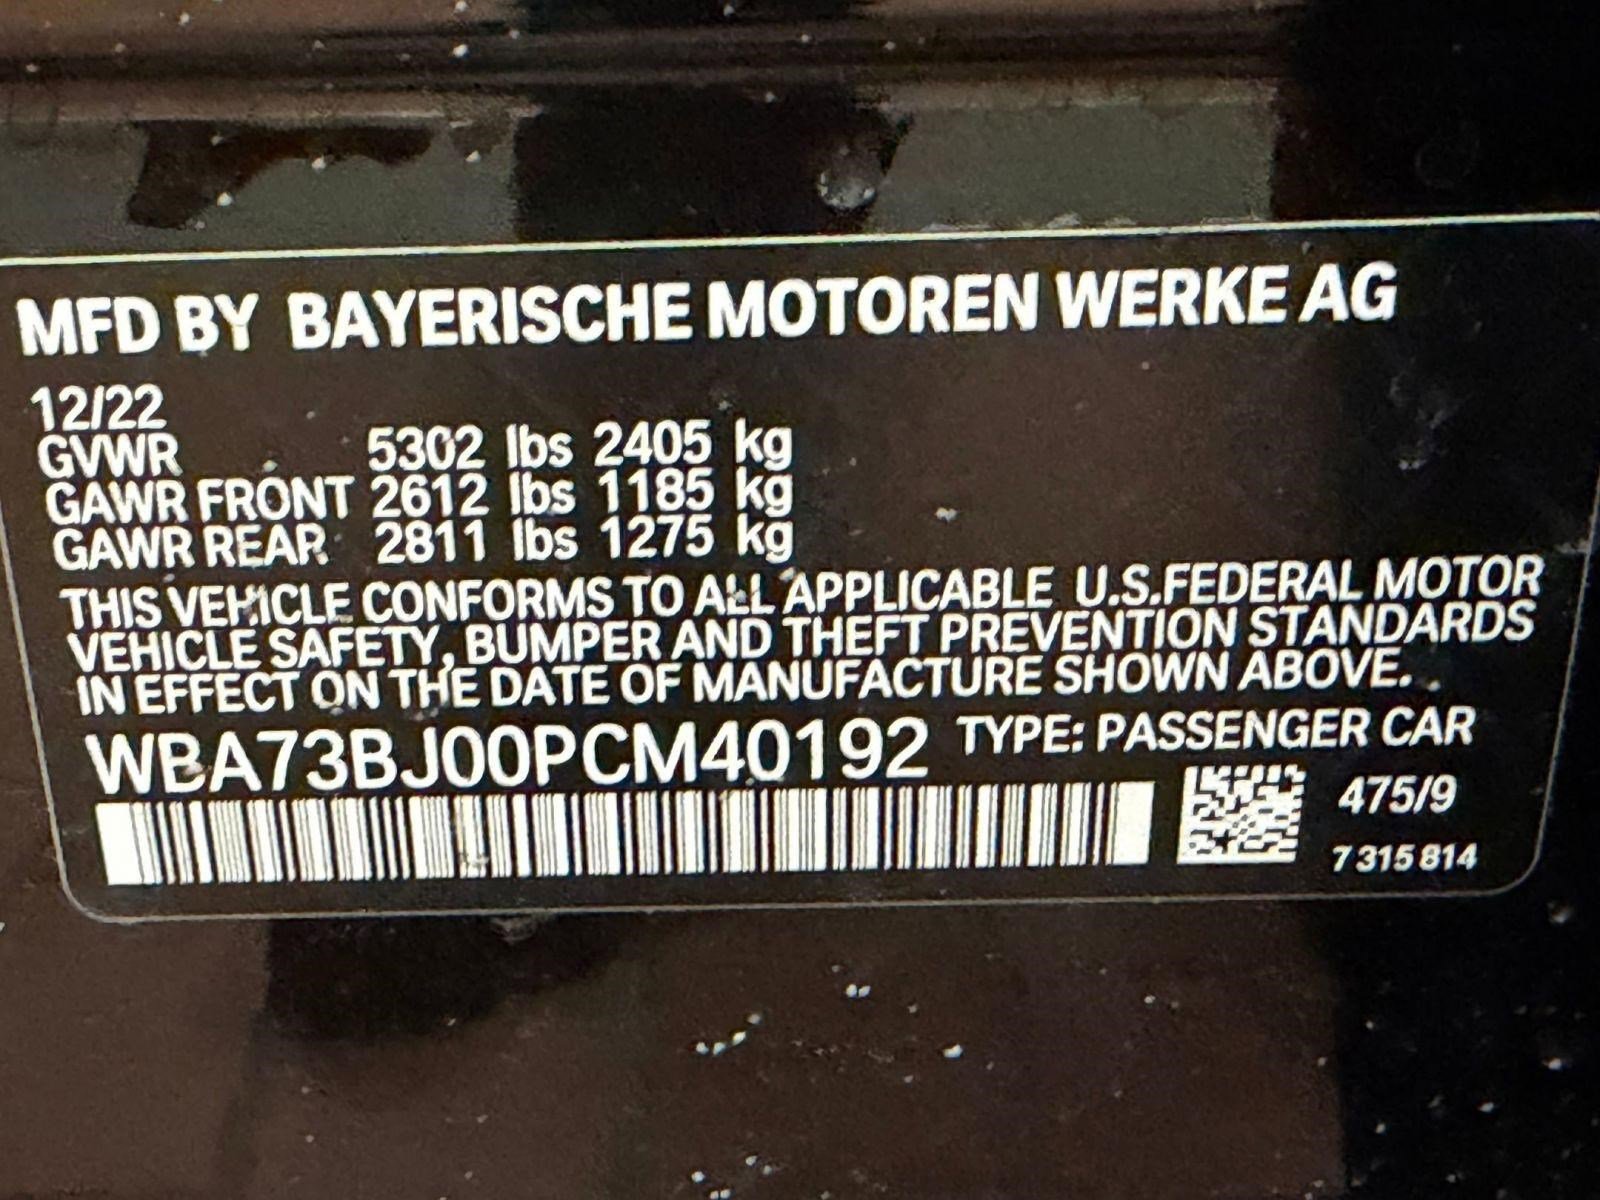 MFD BY BAYERISCHE MOTOREN WERKE AG
12/22
GVWR 5302 lbs 2405 kg
GAWR FRONT 2612 lbs 1185 kg
GAWR REAR 2811 lbs 1275 kg
THIS VEHICLE CONFORMS TO ALL APPLICABLE U.S.FEDERAL MOTOR
VEHICLE SAFETY, BUMPER AND THEFT PREVENTION STANDARDS
IN EFFECT ON THE DATE OF MANUFACTURE SHOWN ABOVE.
WBA73BJ00PCM40192 TYPE: PASSENGER CAR
475/9
7 315 814